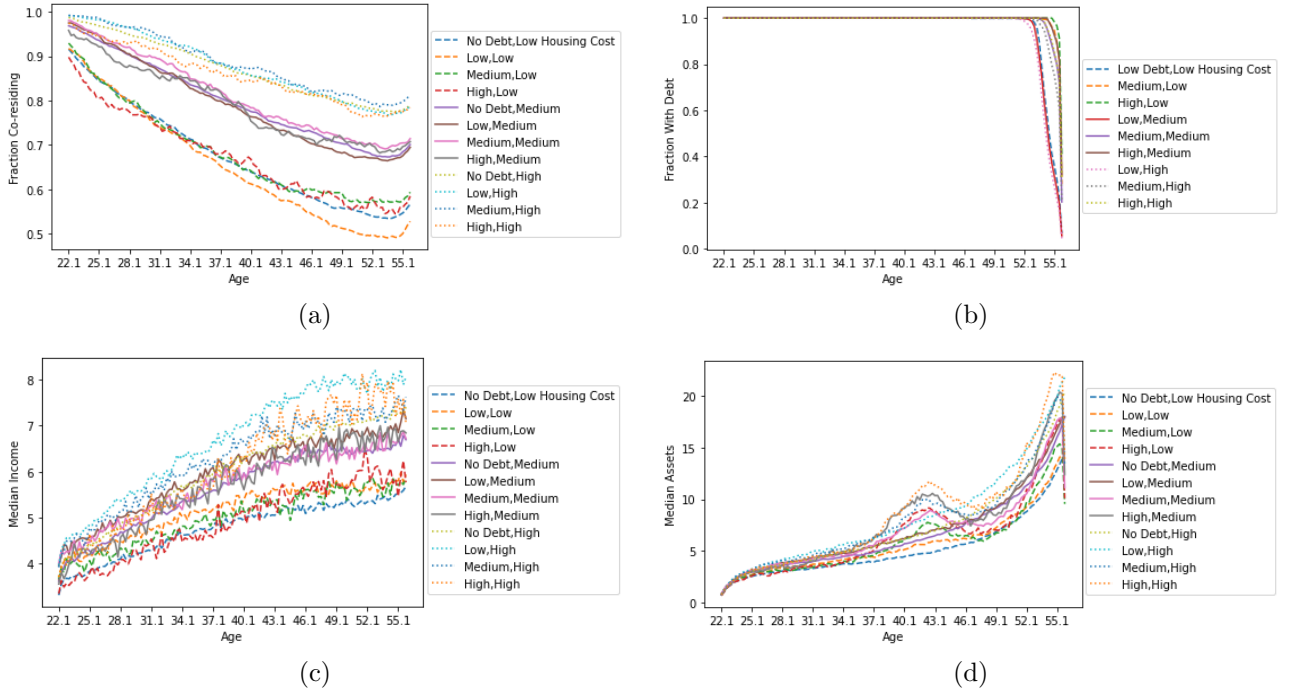 1.0
0.9
0.8
0.7
0.6
0.5
Fraction Co-residing
22.1 25.1 28.1 31.1 34.1 37.1 40.1 43.1 46.1 49.1 52.1 55.1
Age
No Debt,Low Housing Cost
Low,Low
Medium,Low
High,Low
No Debt,Medium
Low,Medium
Medium,Medium
High,Medium
No Debt,High
Low,High
Medium,High
High,High
(a)
1.0
0.8
0.6
0.4
0.2
0.0
Fraction With Debt
22.1 25.1 28.1 31.1 34.1 37.1 40.1 43.1 46.1 49.1 52.1 55.1
Age
Low Debt,Low Housing Cost
Medium,Low
High,Low
Low,Medium
Medium,Medium
High,Medium
Low,High
Medium,High
High,High
(b)
8
7
6
5
4
Median Income
22.1 25.1 28.1 31.1 34.1 37.1 40.1 43.1 46.1 49.1 52.1 55.1
Age
No Debt,Low Housing Cost
Low,Low
Medium,Low
High,Low
No Debt,Medium
Low,Medium
Medium,Medium
High,Medium
No Debt,High
Low,High
Medium,High
High,High
(c)
20
15
10
5
0
Median Assets
22.1 25.1 28.1 31.1 34.1 37.1 40.1 43.1 46.1 49.1 52.1 55.1
Age
No Debt,Low Housing Cost
Low,Low
Medium,Low
High,Low
No Debt,Medium
Low,Medium
Medium,Medium
High,Medium
No Debt,High
Low,High
Medium,High
High,High
(d)